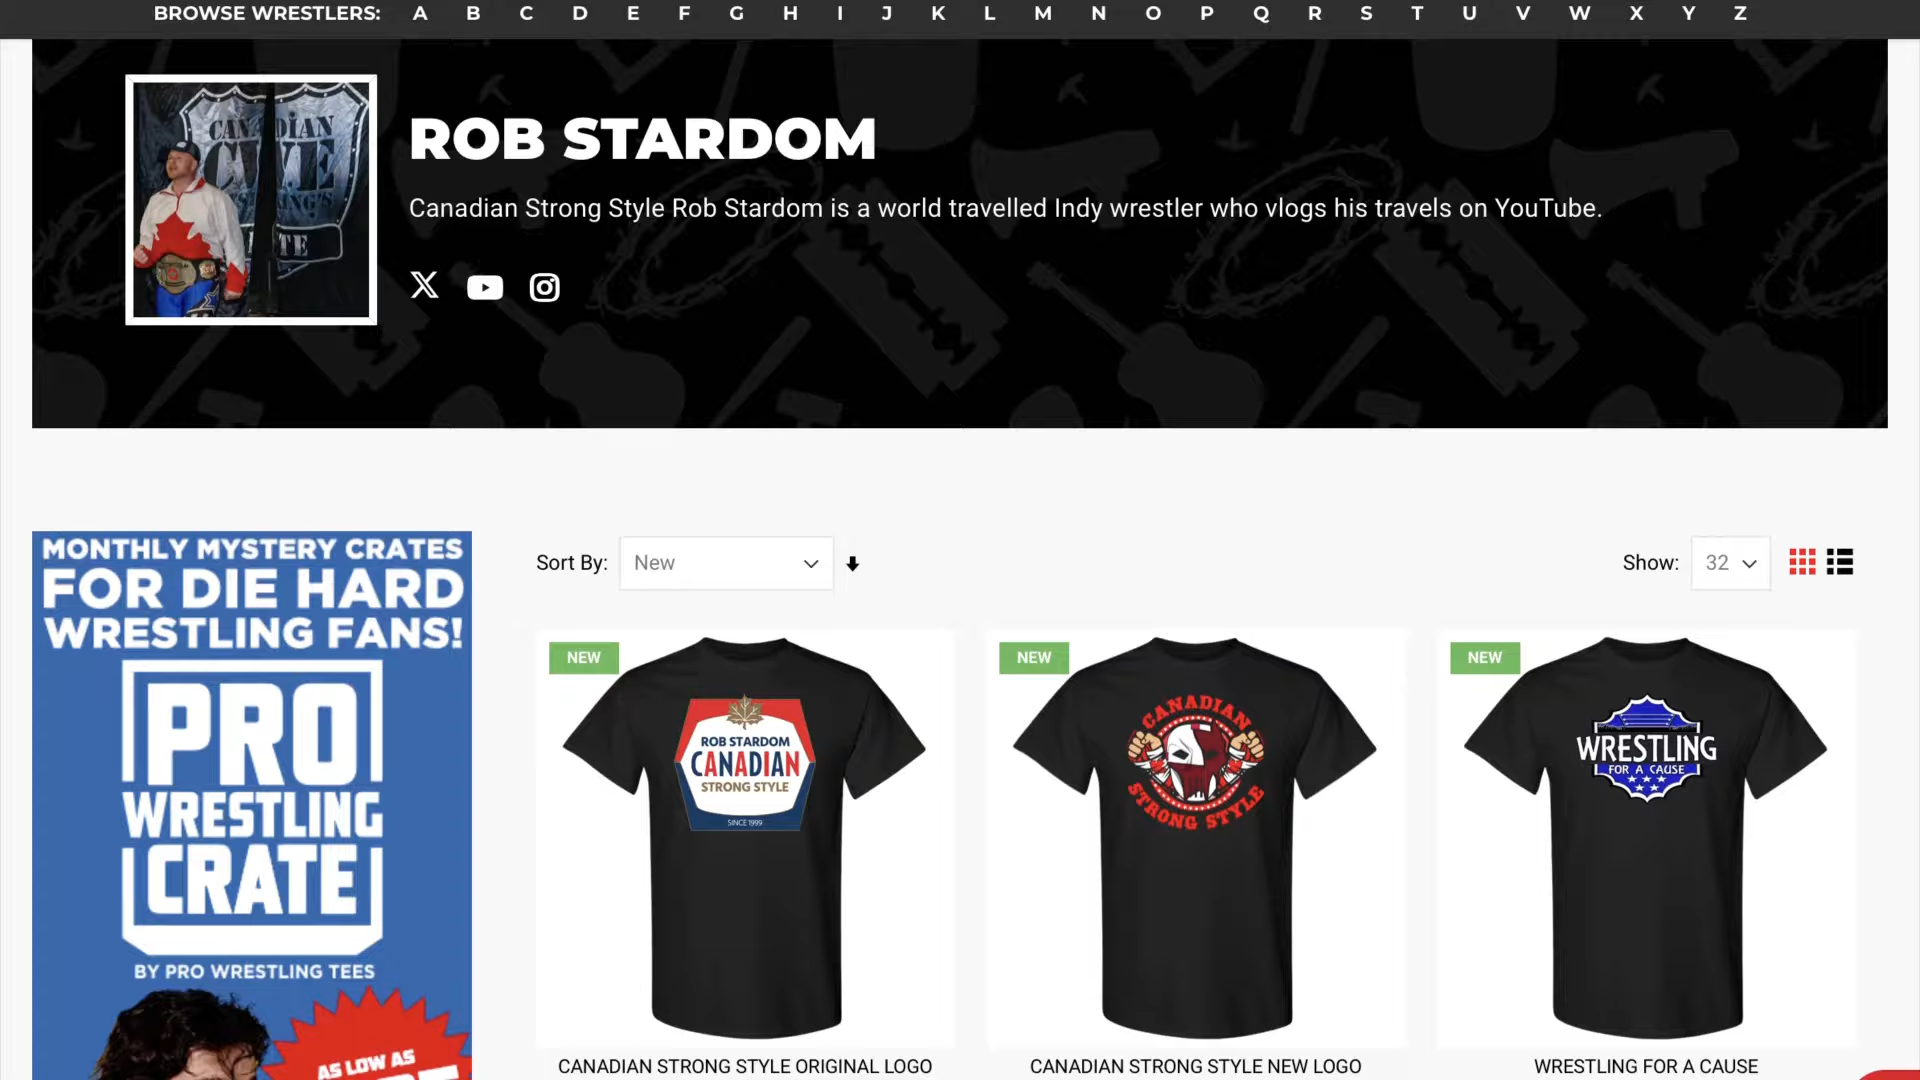 BROWSE WRESTLERS: A B C D E F G H I J K L M N O P Q R S T U V W X Y Z
CANADIAN
ROB STARDOM
Canadian Strong Style Rob Stardom is a world travelled Indy wrestler who vlogs his travels on YouTube.
MONTHLY MYSTERY CRATES
FOR DIE HARD
WRESTLING FANS!
PRO
WRESTLING
CRATE
BY PRO WRESTLING TEES
AS LOW AS
Sort By: New
Show: 32
NEW
ROB STARDOM
CANADIAN
STRONG STYLE
SINCE 1999
CANADIAN STRONG STYLE ORIGINAL LOGO
NEW
CANADIAN
STRONG STYLE
CANADIAN STRONG STYLE NEW LOGO
NEW
WRESTLING
FOR A CAUSE
WRESTLING FOR A CAUSE